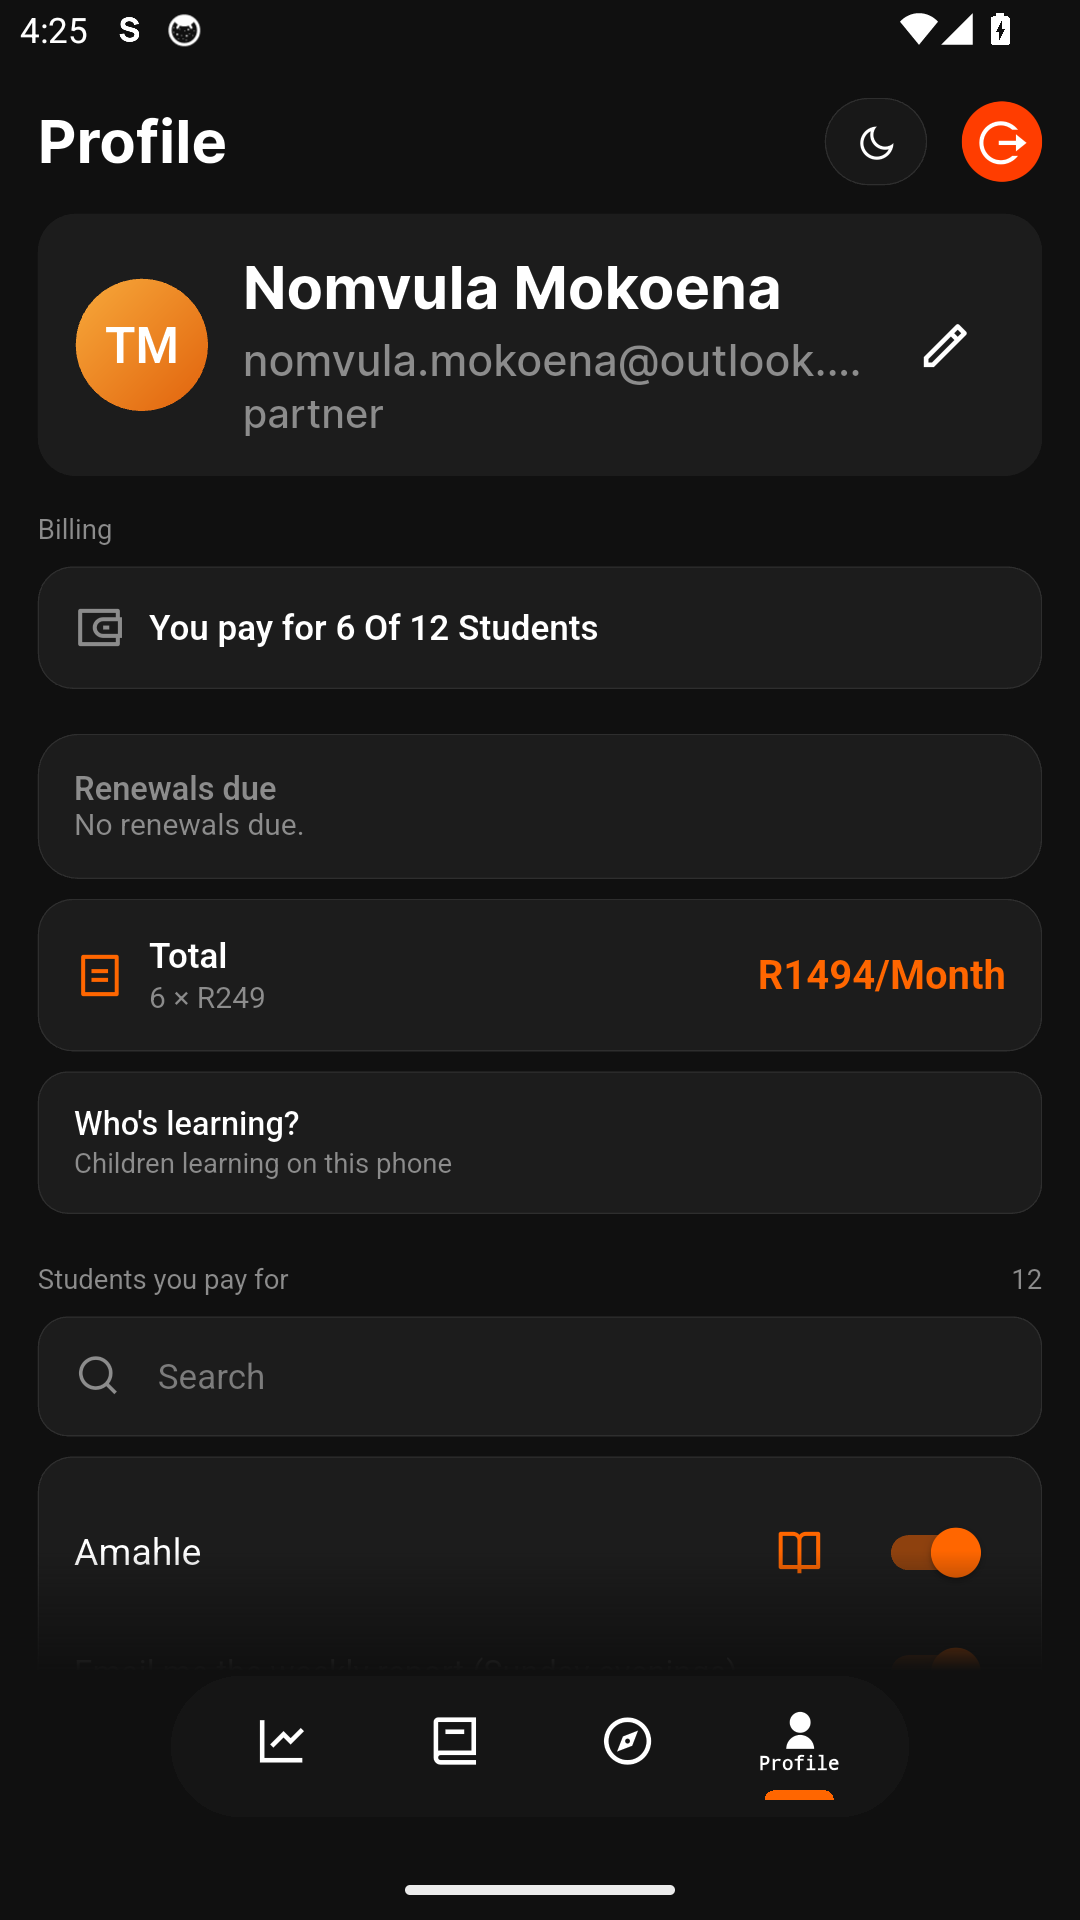 4:25 S
Profile
TM
Nomvula Mokoena
nomvula.mokoena@outlook....
partner
Billing
You pay for 6 Of 12 Students
Renewals due
No renewals due.
Total
6 × R249
R1494/Month
Who's learning?
Children learning on this phone
Students you pay for
12
Search
Amahle
Profile